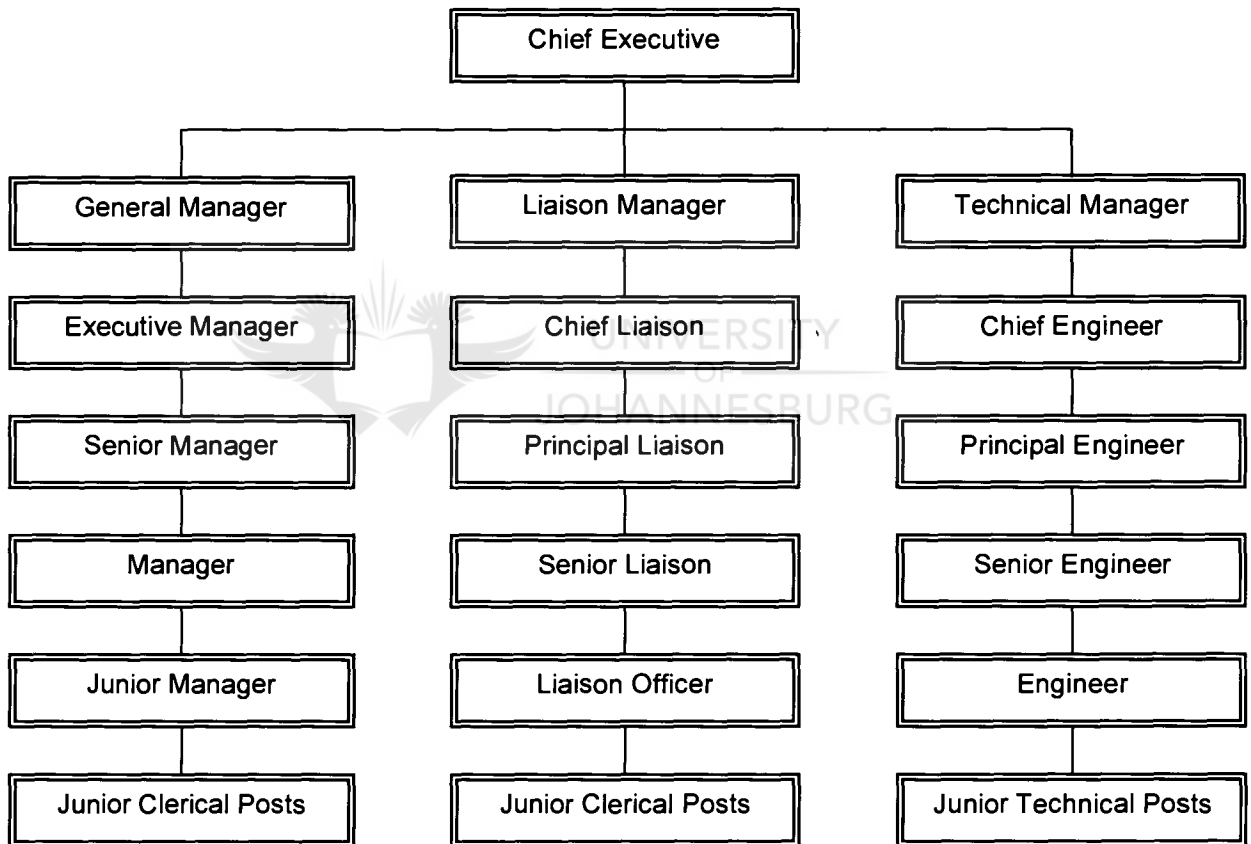 Chief Executive
General Manager
Liaison Manager
Technical Manager
Executive Manager
Chief Liaison
Chief Engineer
UNIVERSITY
OF
JOHANNESBURG
Senior Manager
Principal Liaison
Principal Engineer
Manager
Senior Liaison
Senior Engineer
Junior Manager
Liaison Officer
Engineer
Junior Clerical Posts
Junior Clerical Posts
Junior Technical Posts